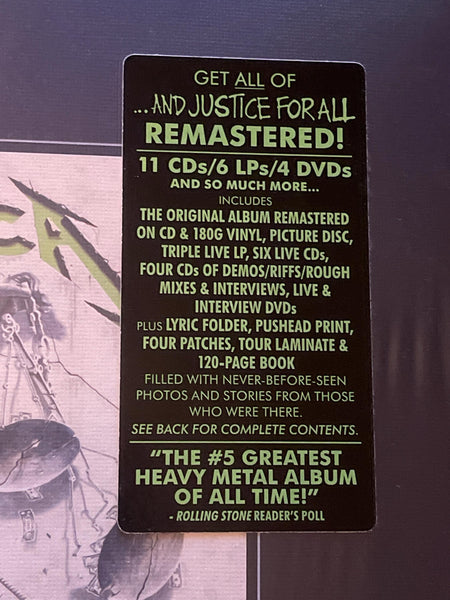 GET ALL OF
...AND JUSTICE FOR ALL
REMASTERED!
11 CDs/6 LPs/4 DVDs
AND SO MUCH MORE...
INCLUDES
THE ORIGINAL ALBUM REMASTERED
ON CD & 180G VINYL, PICTURE DISC,
TRIPLE LIVE LP, SIX LIVE CDs,
FOUR CDs OF DEMOS/RIFFS/ROUGH
MIXES & INTERVIEWS, LIVE &
INTERVIEW DVDs
PLUS LYRIC FOLDER, PUSHEAD PRINT,
FOUR PATCHES, TOUR LAMINATE &
120-PAGE BOOK
FILLED WITH NEVER-BEFORE-SEEN
PHOTOS AND STORIES FROM THOSE
WHO WERE THERE.
SEE BACK FOR COMPLETE CONTENTS.
"THE #5 GREATEST
HEAVY METAL ALBUM
OF ALL TIME!"
- ROLLING STONE READER'S POLL